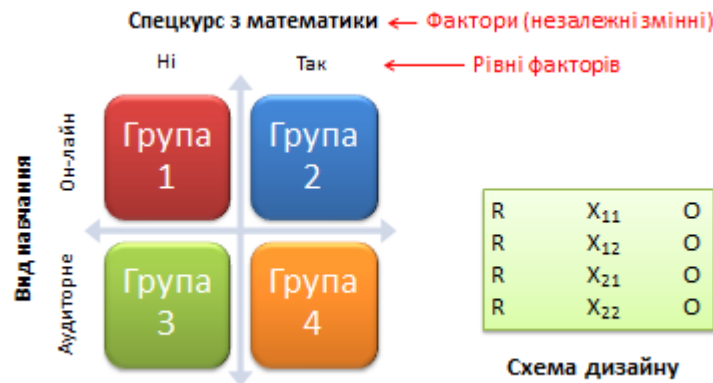 Спецкурс з математики ← Фактори (незалежні змінні)
Ні Так ← Рівні факторів
Вид навчання
Он-лайн
Аудиторне
Група 1
Група 2
Група 3
Група 4
R X₁₁ O
R X₁₂ O
R X₂₁ O
R X₂₂ O
Схема дизайну